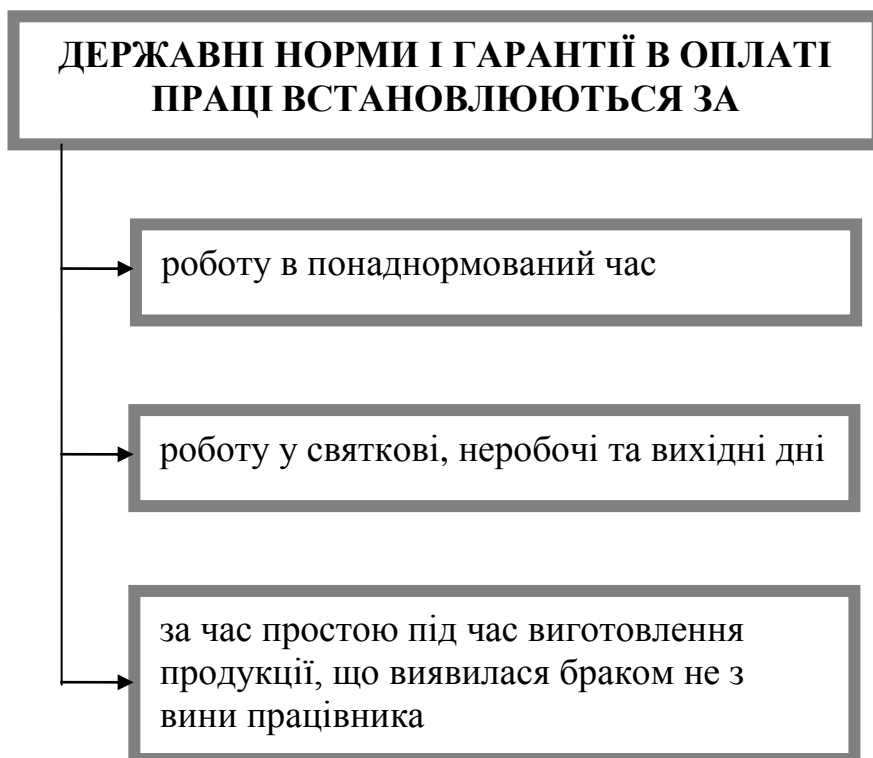 ДЕРЖАВНІ НОРМИ І ГАРАНТІЇ В ОПЛАТІ
ПРАЦІ ВСТАНОВЛЮЮТЬСЯ ЗА
роботу в понаднормований час
роботу у святкові, неробочі та вихідні дні
за час простою під час виготовлення
продукції, що виявилася браком не з
вини працівника